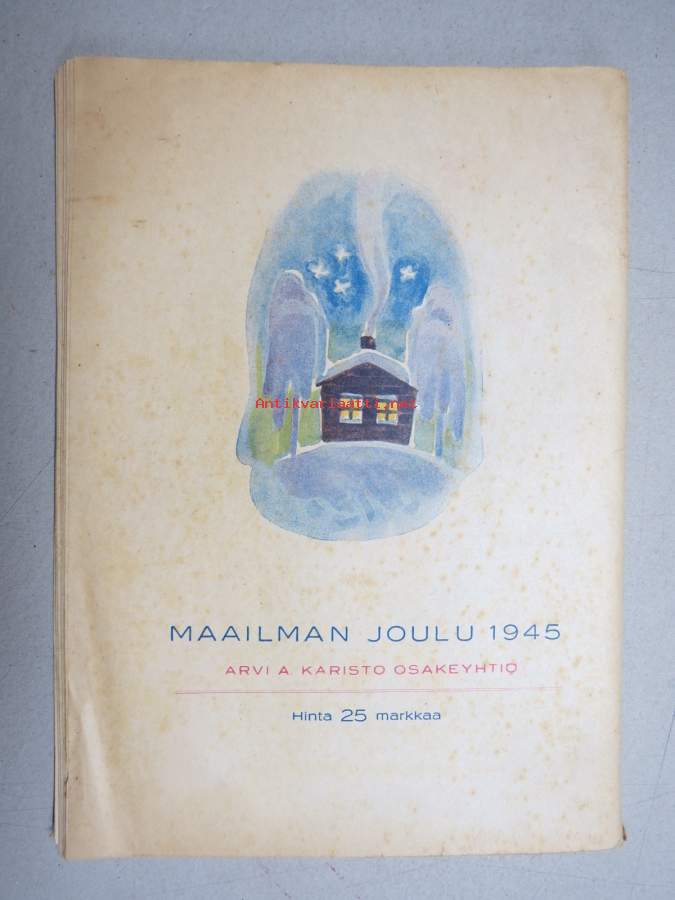 Antikvariaatti.net
MAAILMAN JOULU 1945
ARVI A. KARISTO OSAKEYHTIÖ
Hinta 25 markkaa